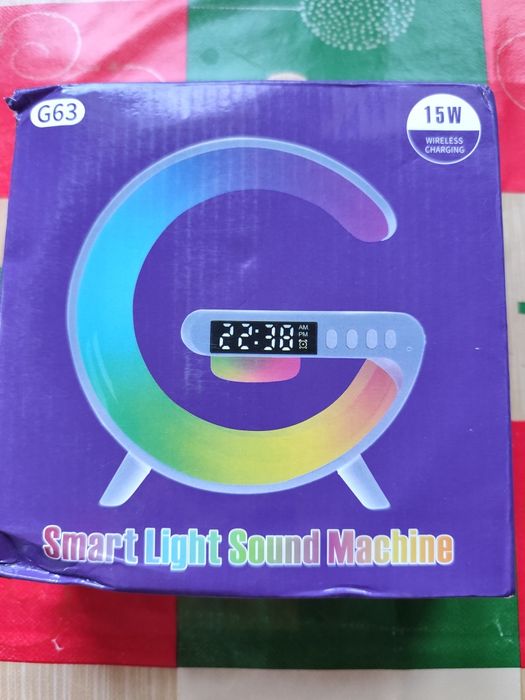 G63
15W
WIRELESS
CHARGING
22:38
AM
PM
Smart Light Sound Machine